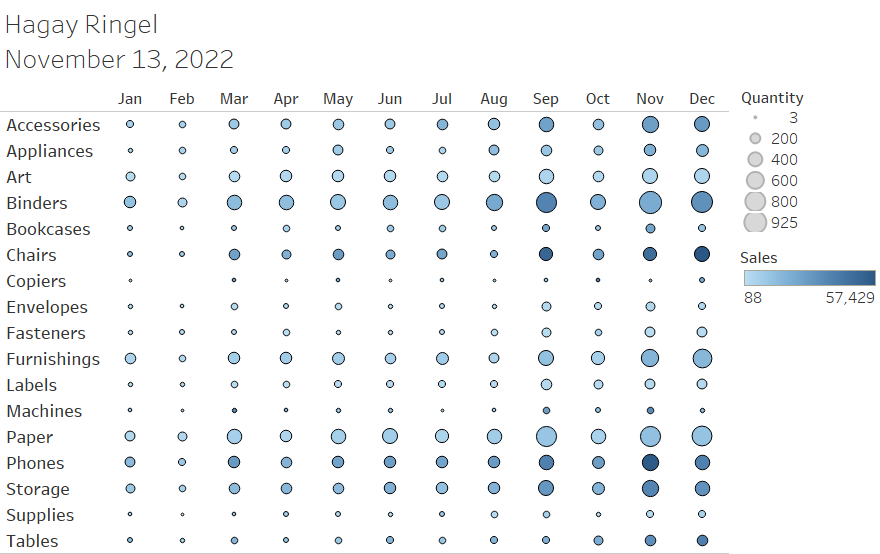 Hagay Ringel
November 13, 2022
Jan Feb Mar Apr May Jun Jul Aug Sep Oct Nov Dec
Accessories
Appliances
Art
Binders
Bookcases
Chairs
Copiers
Envelopes
Fasteners
Furnishings
Labels
Machines
Paper
Phones
Storage
Supplies
Tables
Quantity
3
200
400
600
800
925
Sales
88 57,429